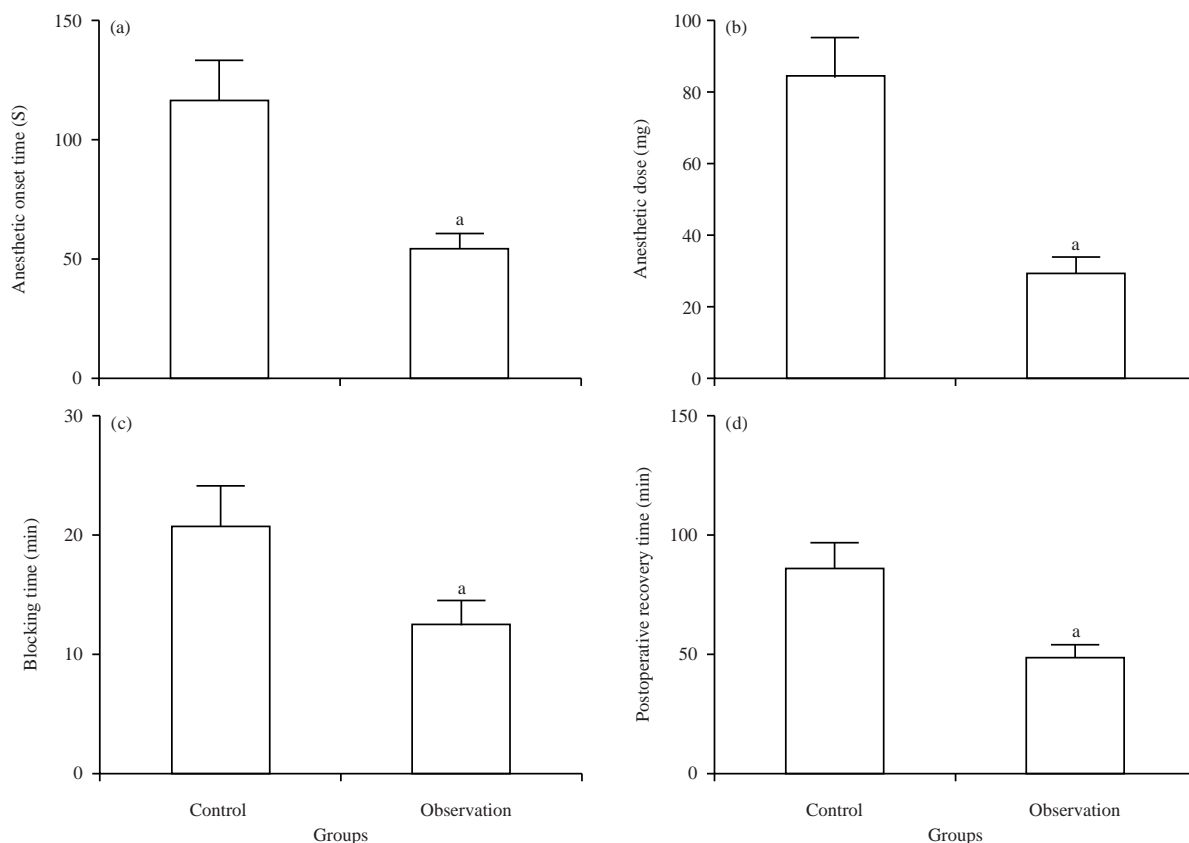 (a)
Anesthetic onset time (S)
150
100
50
0
a
(b)
Anesthetic dose (mg)
100
80
60
40
20
0
a
(c)
Blocking time (min)
30
20
10
0
a
Control
Observation
Groups
(d)
Postoperative recovery time (min)
150
100
50
0
a
Control
Observation
Groups